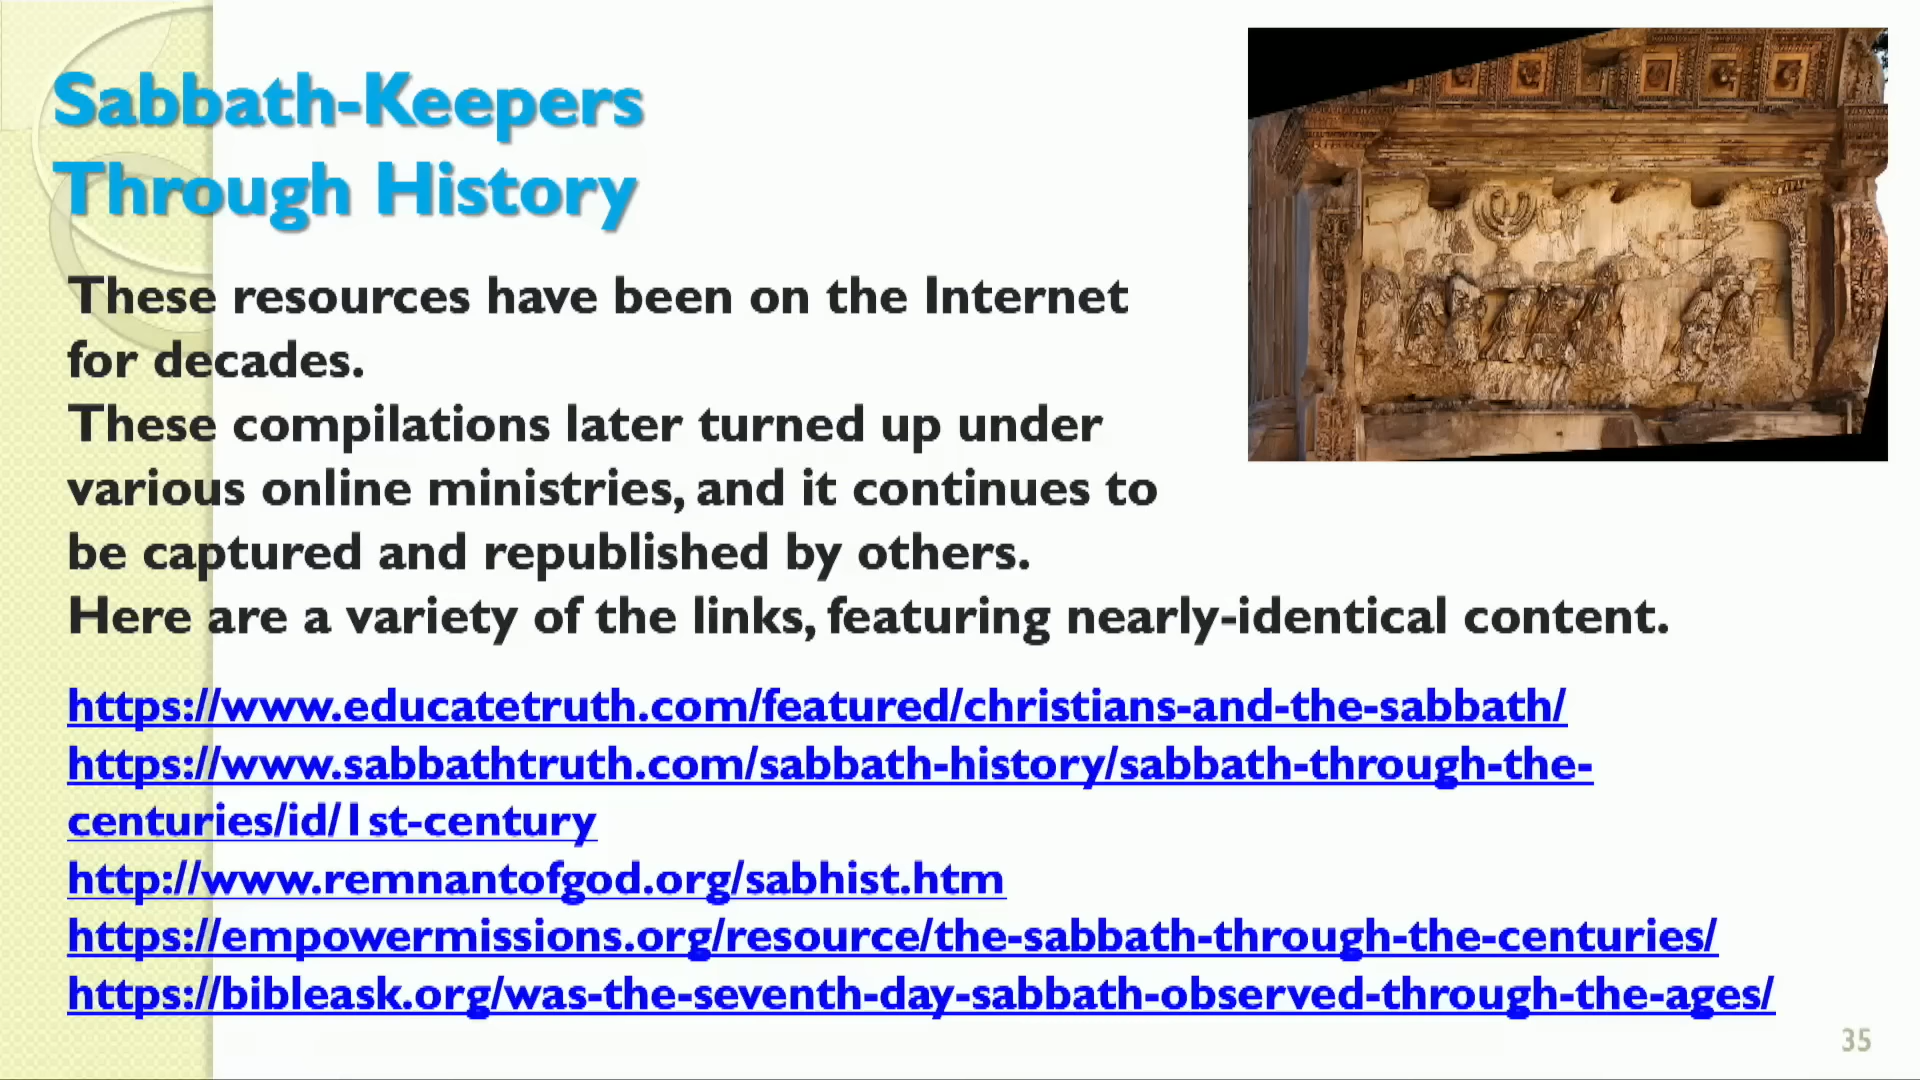 Sabbath-Keepers
Through History
These resources have been on the Internet
for decades.
These compilations later turned up under
various online ministries, and it continues to
be captured and republished by others.
Here are a variety of the links, featuring nearly-identical content.
https://www.educatetruth.com/featured/christians-and-the-sabbath/
https://www.sabbathtruth.com/sabbath-history/sabbath-through-the-
centuries/id/1st-century
http://www.remnantofgod.org/sabhist.htm
https://empowermissions.org/resource/the-sabbath-through-the-centuries/
https://bibleask.org/was-the-seventh-day-sabbath-observed-through-the-ages/
35